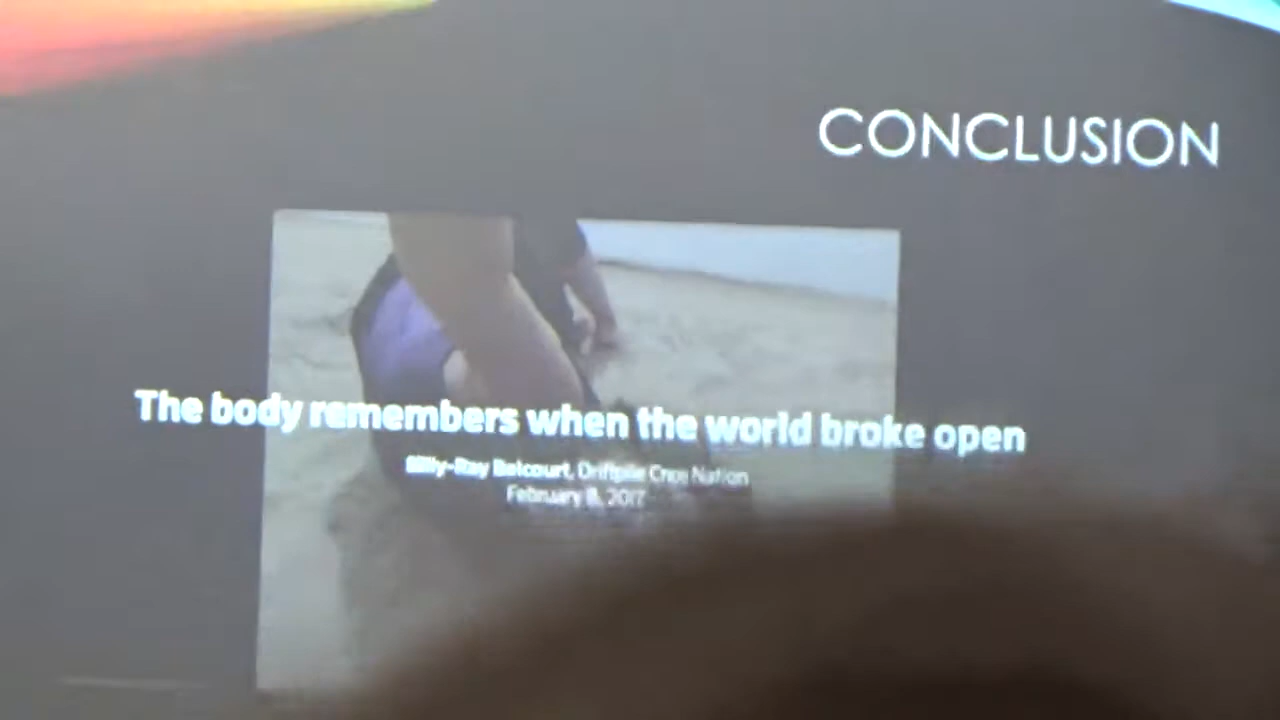 CONCLUSION
The body remembers when the world broke open
Billy-Ray Belcourt, Driftpile Cree Nation
February 8, 2017